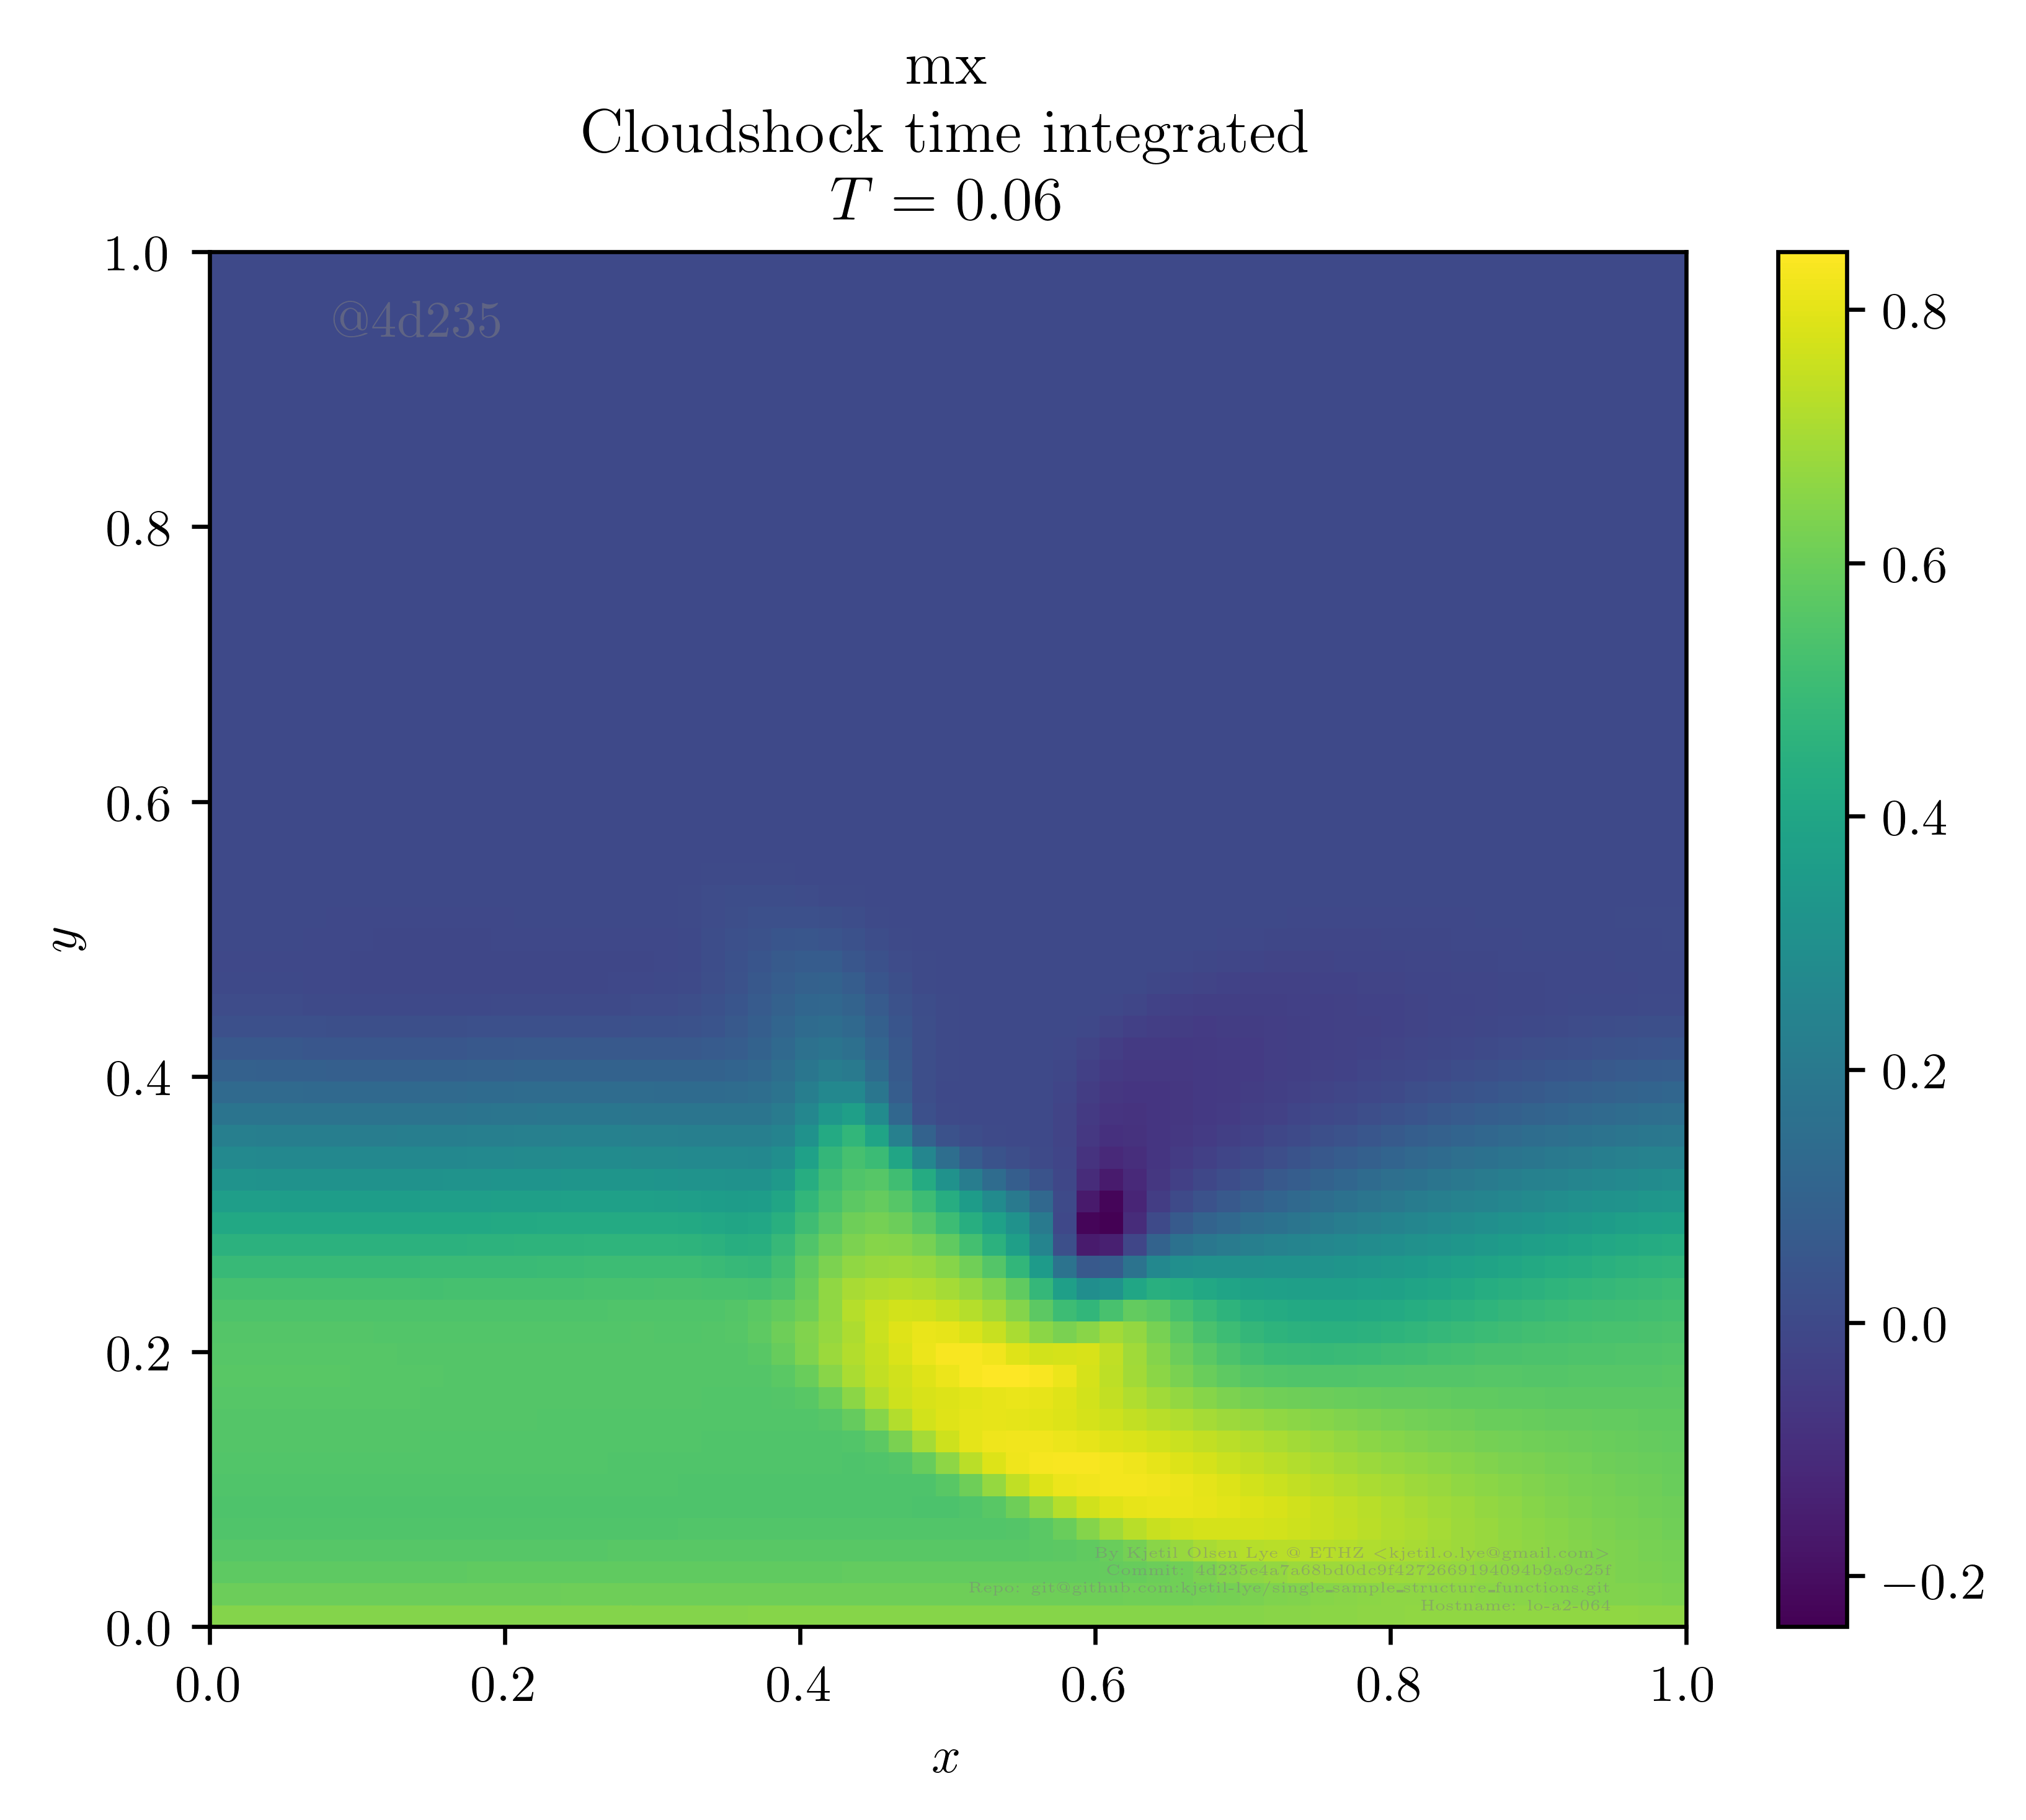 mx
Cloudshock time integrated
T = 0.06
1.0
0.8
0.6
0.4
0.2
0.0
y
@4d235
By Kjetil Olsen Lye @ ETHZ <kjetil.o.lye@gmail.com>
Commit: 4d235e4a7a68bd0dc9f4272669194094b9a9c25f
Repo: git@github.com:kjetil-lye/single_sample_structure_functions.git
Hostname: lo-a2-064
0.0 0.2 0.4 0.6 0.8 1.0
x
0.8
0.6
0.4
0.2
0.0
−0.2